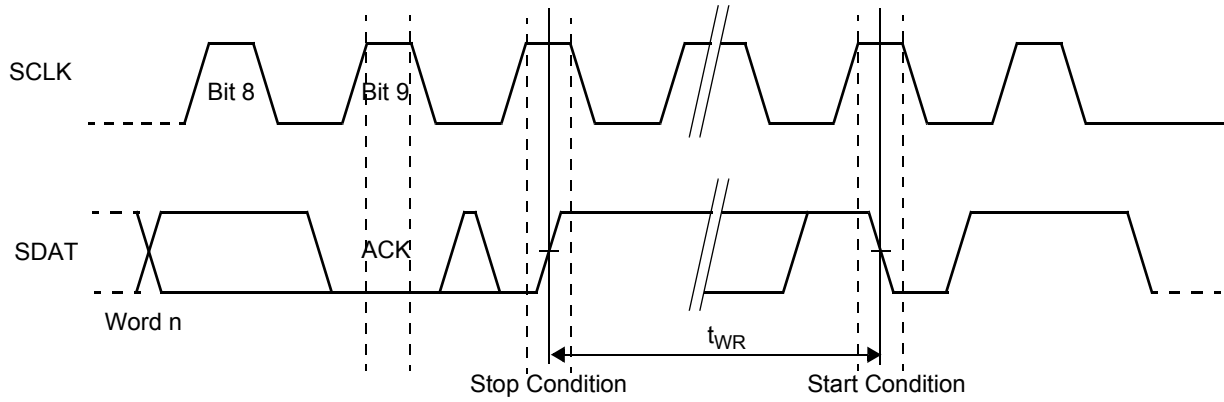 SCLK
Bit 8
Bit 9
SDAT
ACK
Word n
tWR
Stop Condition
Start Condition